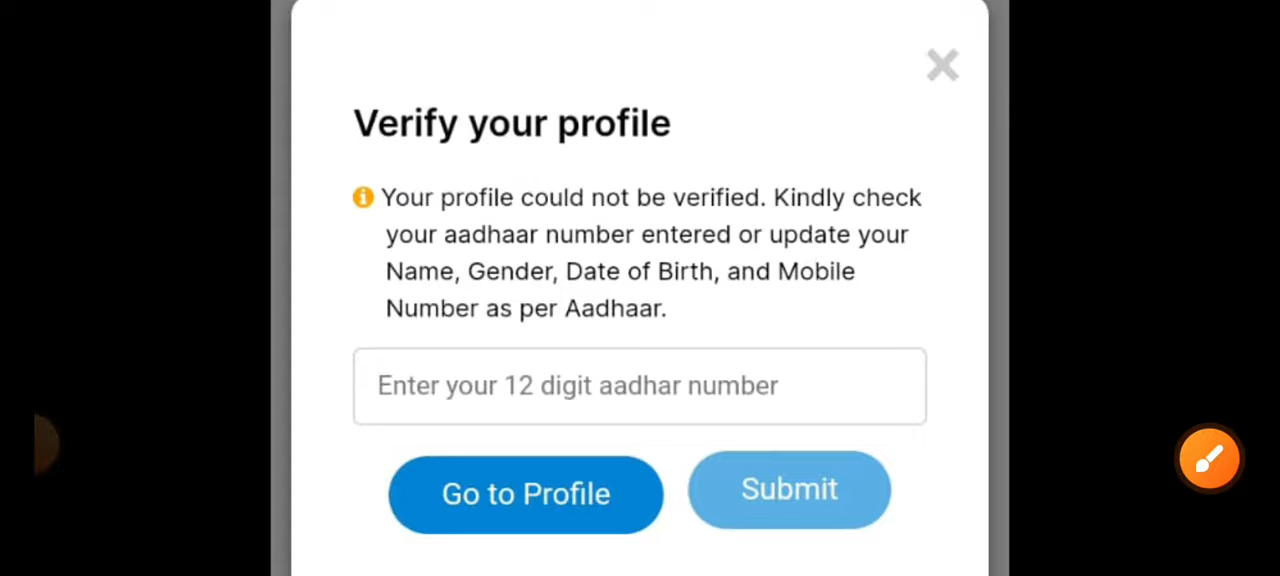 Verify your profile
Your profile could not be verified. Kindly check
your aadhaar number entered or update your
Name, Gender, Date of Birth, and Mobile
Number as per Aadhaar.
Enter your 12 digit aadhar number
Go to Profile
Submit